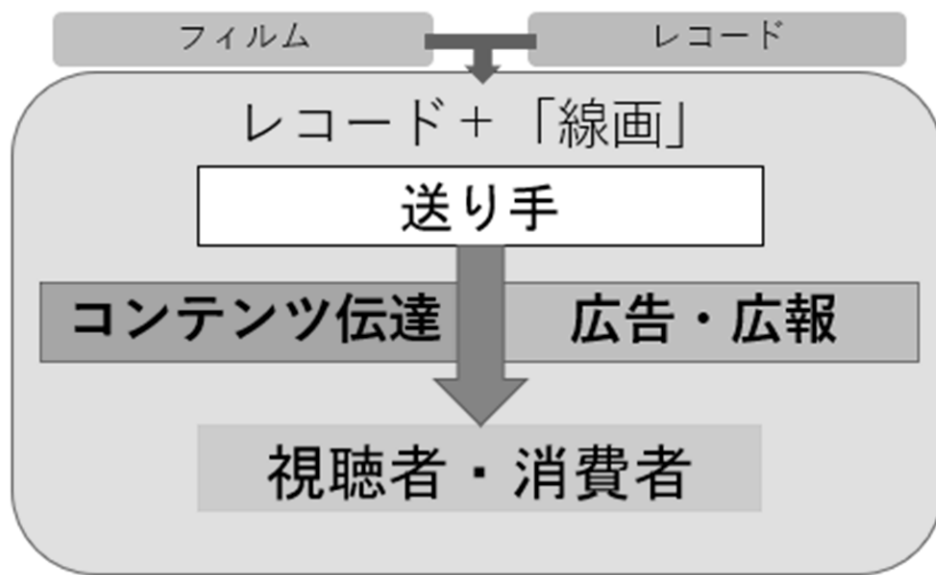 フィルム
レコード
レコード＋「線画」
送り手
コンテンツ伝達
広告・広報
視聴者・消費者